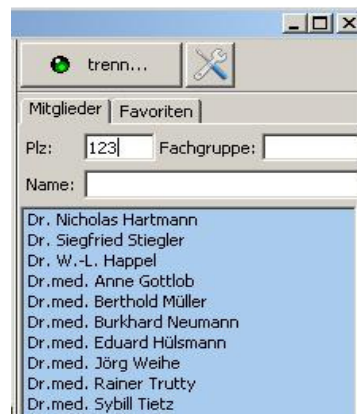 trenn...
Mitglieder Favoriten
Plz: 123 Fachgruppe:
Name:
Dr. Nicholas Hartmann
Dr. Siegfried Stiegler
Dr. W.-L. Happel
Dr.med. Anne Gottlob
Dr.med. Berthold Müller
Dr.med. Burkhard Neumann
Dr.med. Eduard Hülsmann
Dr.med. Jörg Weihe
Dr.med. Rainer Trutty
Dr.med. Sybill Tietz